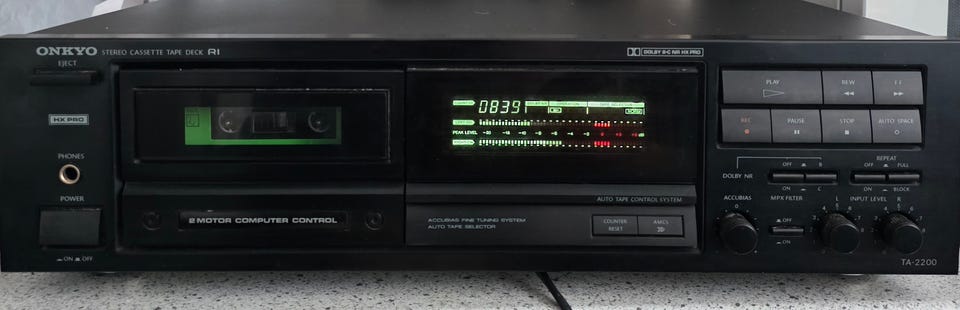 ONKYO STEREO CASSETTE TAPE DECK R1
EJECT
HX PRO
PHONES
POWER
ON OFF
2 MOTOR COMPUTER CONTROL
DOLBY B-C NR HX PRO
COUNTER 0839
PEAK LEVEL
AUTO TAPE CONTROL SYSTEM
ACCUBIAS FINE TUNING SYSTEM
AUTO TAPE SELECTOR
COUNTER RESET
AMCS
PLAY
REW
FF
REC
PAUSE
STOP
AUTO SPACE
DOLBY NR
OFF B
ON C
REPEAT
OFF FULL
ON BLOCK
ACCUBIAS
0
MPX FILTER
OFF
ON
L INPUT LEVEL R
TA-2200